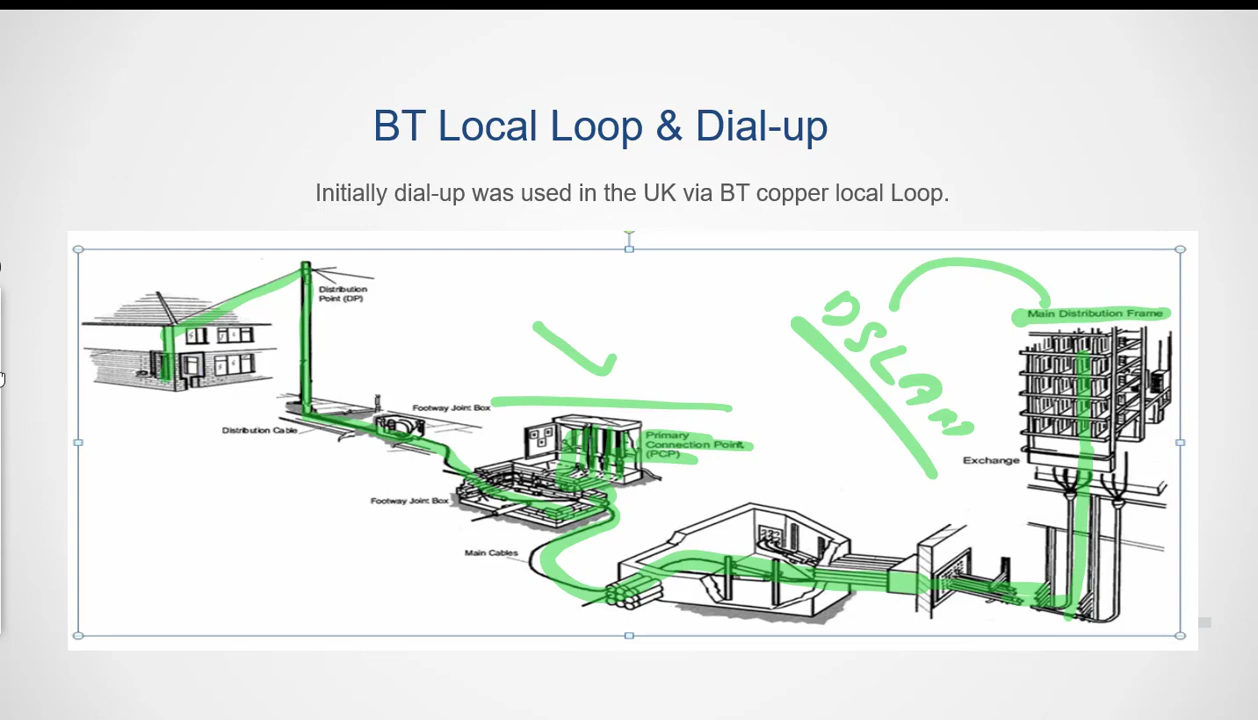 BT Local Loop & Dial-up
Initially dial-up was used in the UK via BT copper local Loop.
Distribution
Point (DP)
DSLAM
Main Distribution Frame
Footway Joint Box
Distribution Cable
Primary
Connection Point
(PCP)
Exchange
Footway Joint Box
Main Cables